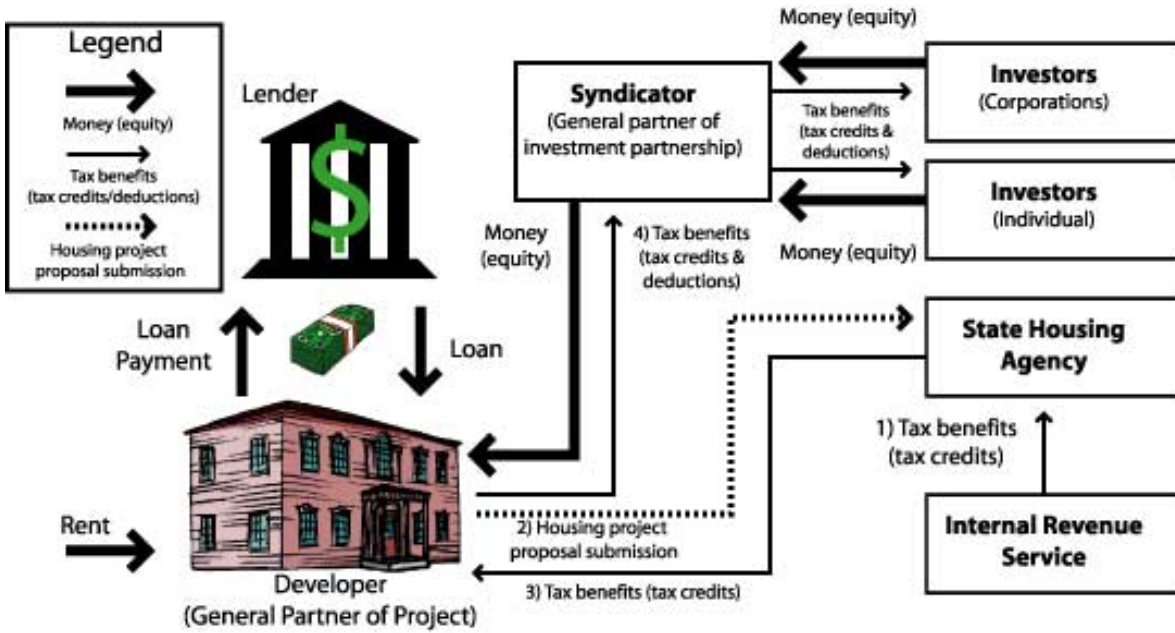 Legend
Money (equity)
Tax benefits
(tax credits/deductions)
Housing project
proposal submission
Lender
$
Loan
Payment
Loan
Rent
Developer
(General Partner of Project)
Syndicator
(General partner of
investment partnership)
Money
(equity)
4) Tax benefits
(tax credits &
deductions)
2) Housing project
proposal submission
3) Tax benefits (tax credits)
Money (equity)
Tax benefits
(tax credits &
deductions)
Money (equity)
Investors
(Corporations)
Investors
(Individual)
State Housing
Agency
1) Tax benefits
(tax credits)
Internal Revenue
Service